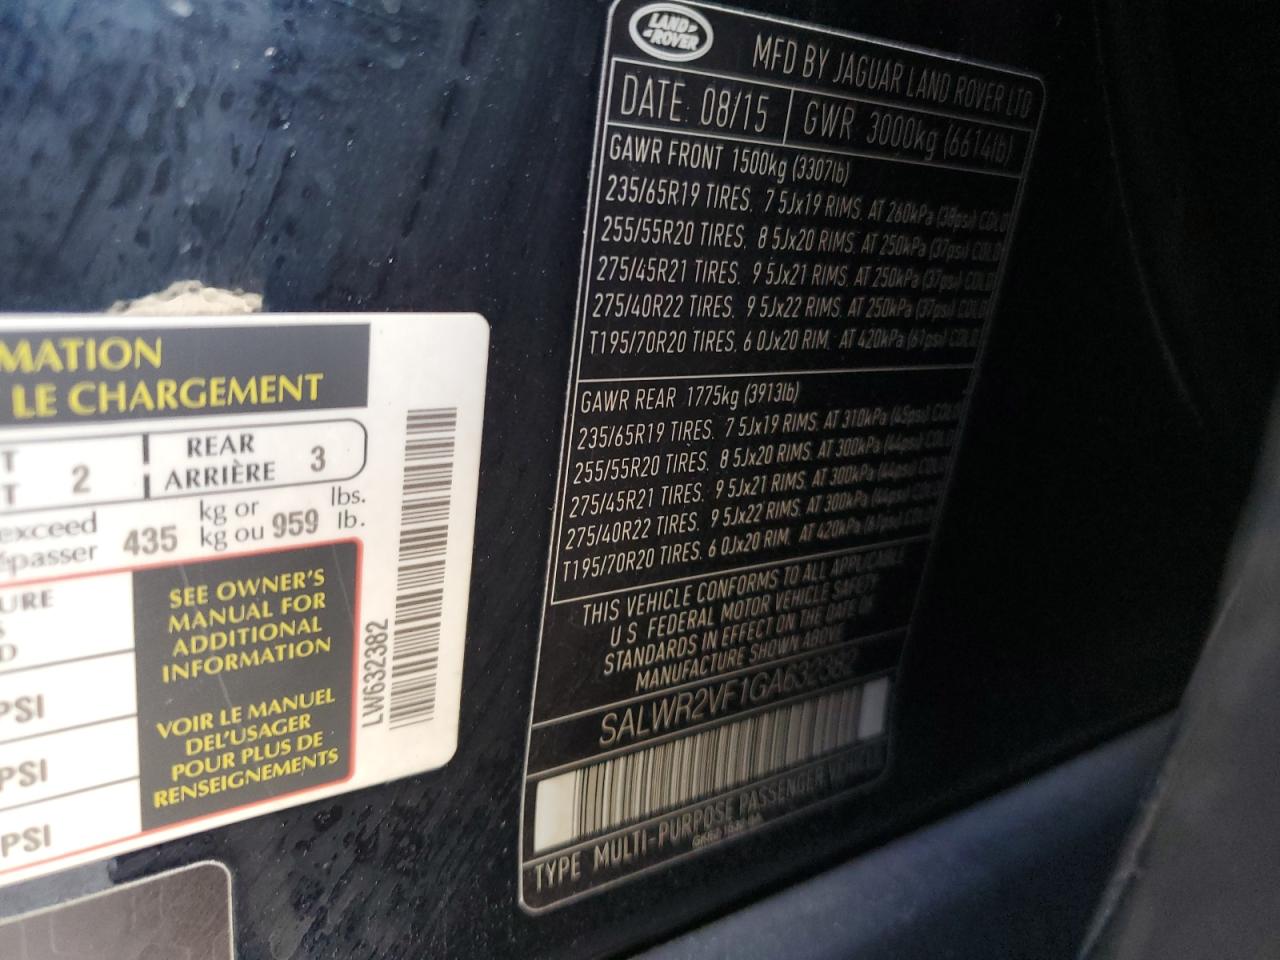 MATION
LE CHARGEMENT
T 2 REAR 3
T ARRIÈRE
exceed 435 kg or 959 lbs.
épasser kg ou lb.
URE
S
D
PSI
PSI
PSI
SEE OWNER'S
MANUAL FOR
ADDITIONAL
INFORMATION
VOIR LE MANUEL
DEL'USAGER
POUR PLUS DE
RENSEIGNEMENTS
LW632382
LAND
ROVER
MFD BY JAGUAR LAND ROVER LTD
DATE: 08/15 GWR 3000kg (6614lb)
GAWR FRONT 1500kg (3307lb)
235/65R19 TIRES, 7.5Jx19 RIMS, AT 260kPa (38psi) COLD
255/55R20 TIRES, 8.5Jx20 RIMS, AT 250kPa (37psi) COLD
275/45R21 TIRES, 9.5Jx21 RIMS, AT 250kPa (37psi) COLD
275/40R22 TIRES, 9.5Jx22 RIMS, AT 250kPa (37psi) COLD
T195/70R20 TIRES, 6.0Jx20 RIM, AT 420kPa (61psi) COLD
GAWR REAR 1775kg (3913lb)
235/65R19 TIRES, 7.5Jx19 RIMS, AT 310kPa (45psi) COLD
255/55R20 TIRES, 8.5Jx20 RIMS, AT 300kPa (44psi) COLD
275/45R21 TIRES, 9.5Jx21 RIMS, AT 300kPa (44psi) COLD
275/40R22 TIRES, 9.5Jx22 RIMS, AT 300kPa (44psi) COLD
T195/70R20 TIRES, 6.0Jx20 RIM, AT 420kPa (61psi) COLD
THIS VEHICLE CONFORMS TO ALL APPLICABLE
U.S. FEDERAL MOTOR VEHICLE SAFETY
STANDARDS IN EFFECT ON THE DATE OF
MANUFACTURE SHOWN ABOVE
SALWR2VF1GA632382
TYPE MULTI-PURPOSE PASSENGER VEHICLE